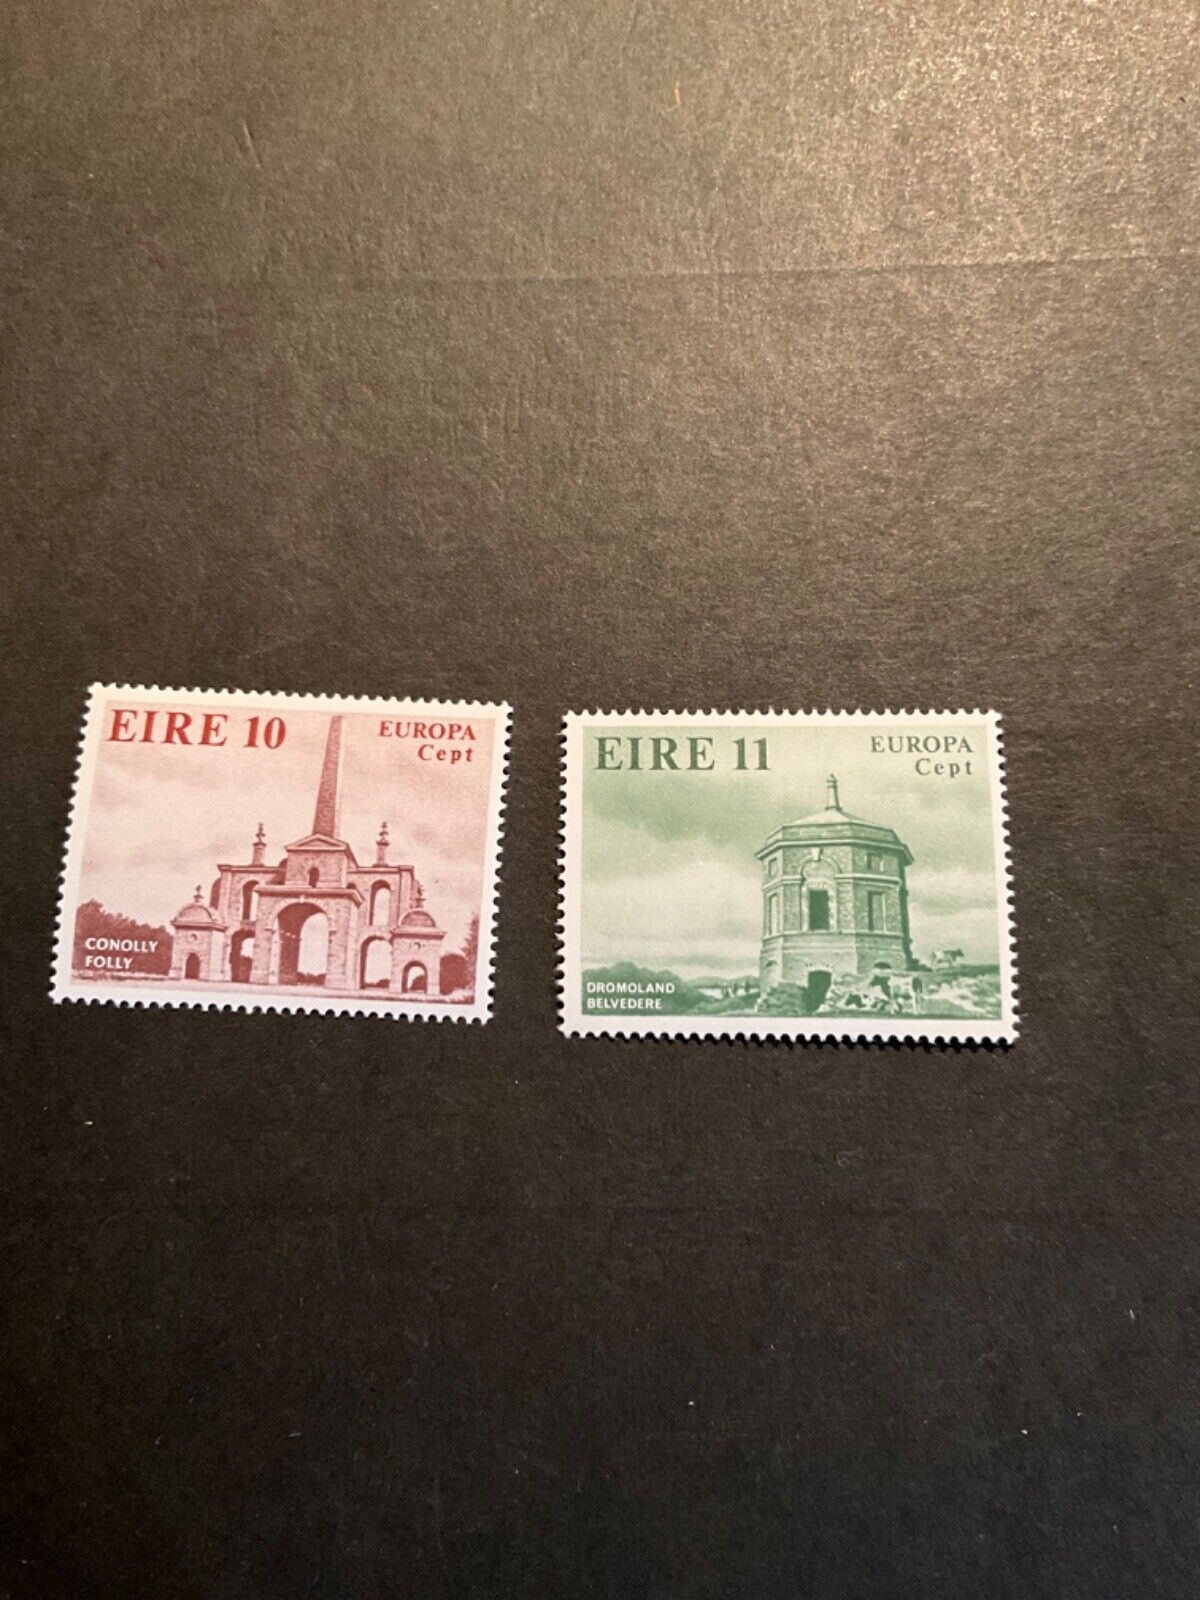 EIRE 10
EUROPA
Cept
CONOLLY
FOLLY
EIRE 11
EUROPA
Cept
DROMOLAND
BELVEDERE